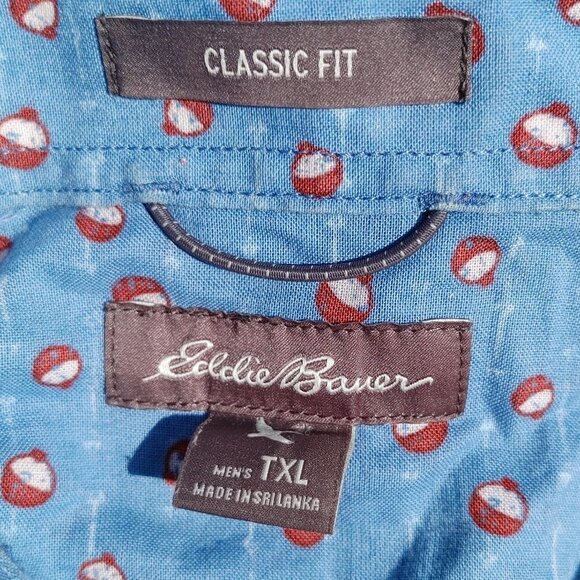 CLASSIC FIT
Eddie Bauer
MEN'S TXL
MADE IN SRI LANKA